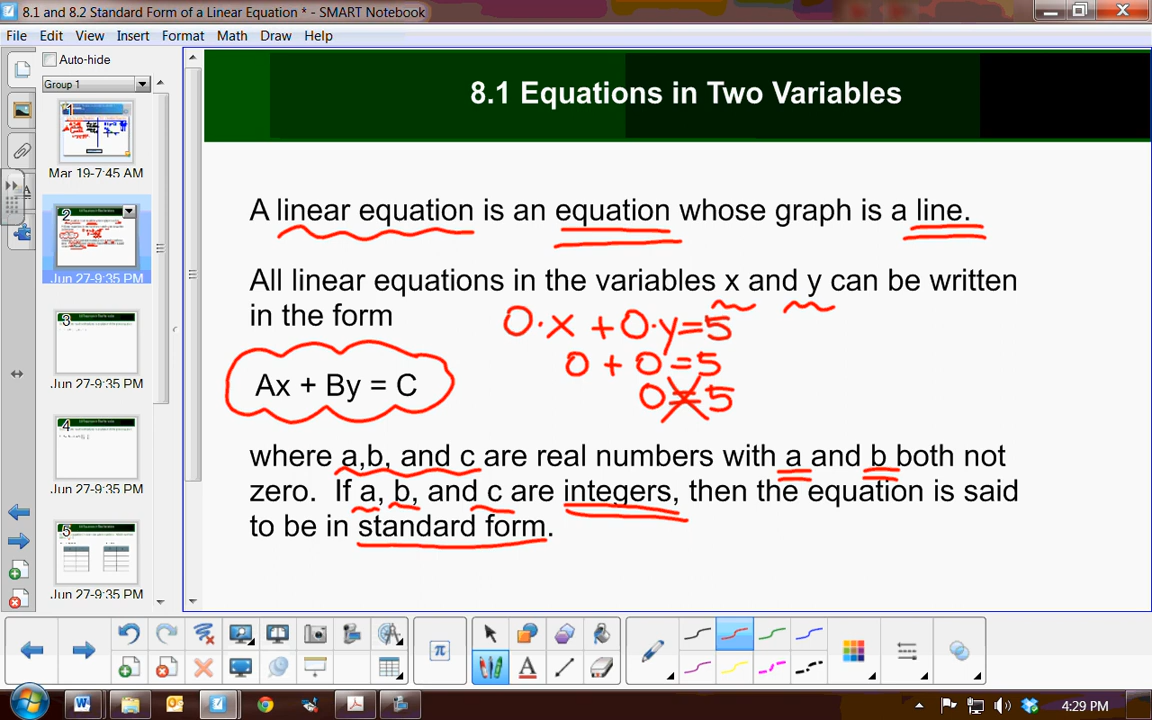 8.1 and 8.2 Standard Form of a Linear Equation * - SMART Notebook
File Edit View Insert Format Math Draw Help
Auto-hide
Group 1
1
Mar 19-7:45 AM
2
Jun 27-9:35 PM
3
Jun 27-9:35 PM
4
Jun 27-9:35 PM
5
Jun 27-9:35 PM
8.1 Equations in Two Variables
A linear equation is an equation whose graph is a line.
All linear equations in the variables x and y can be written
in the form
0·x + 0·y = 5
0 + 0 = 5
Ax + By = C
0 = 5
where a,b, and c are real numbers with a and b both not
zero. If a, b, and c are integers, then the equation is said
to be in standard form.
π
A
W
4:29 PM